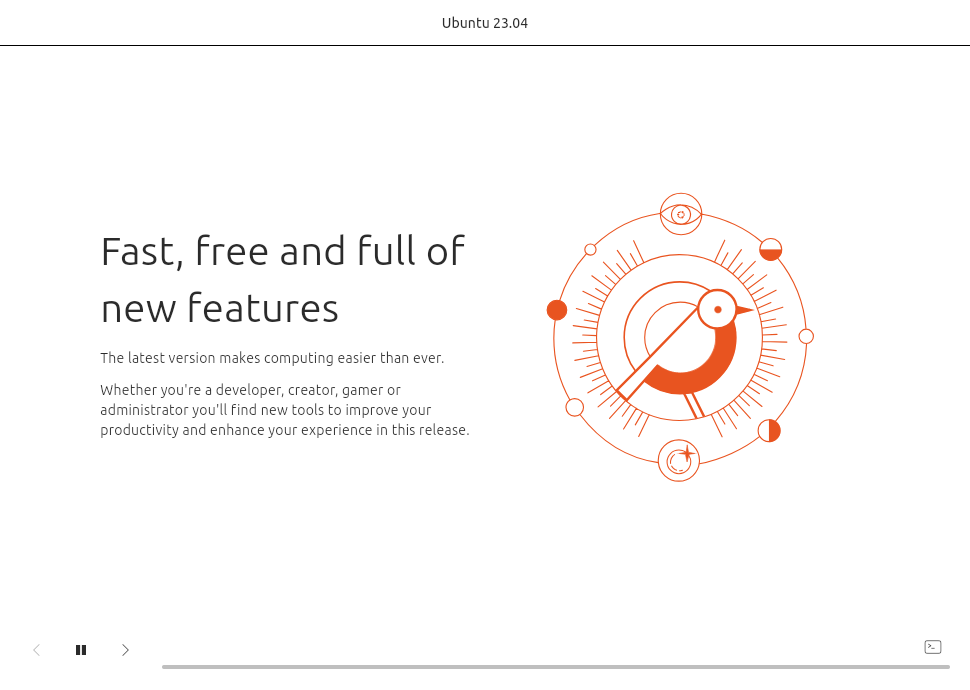 Ubuntu 23.04
Fast, free and full of
new features
The latest version makes computing easier than ever.
Whether you're a developer, creator, gamer or
administrator you'll find new tools to improve your
productivity and enhance your experience in this release.